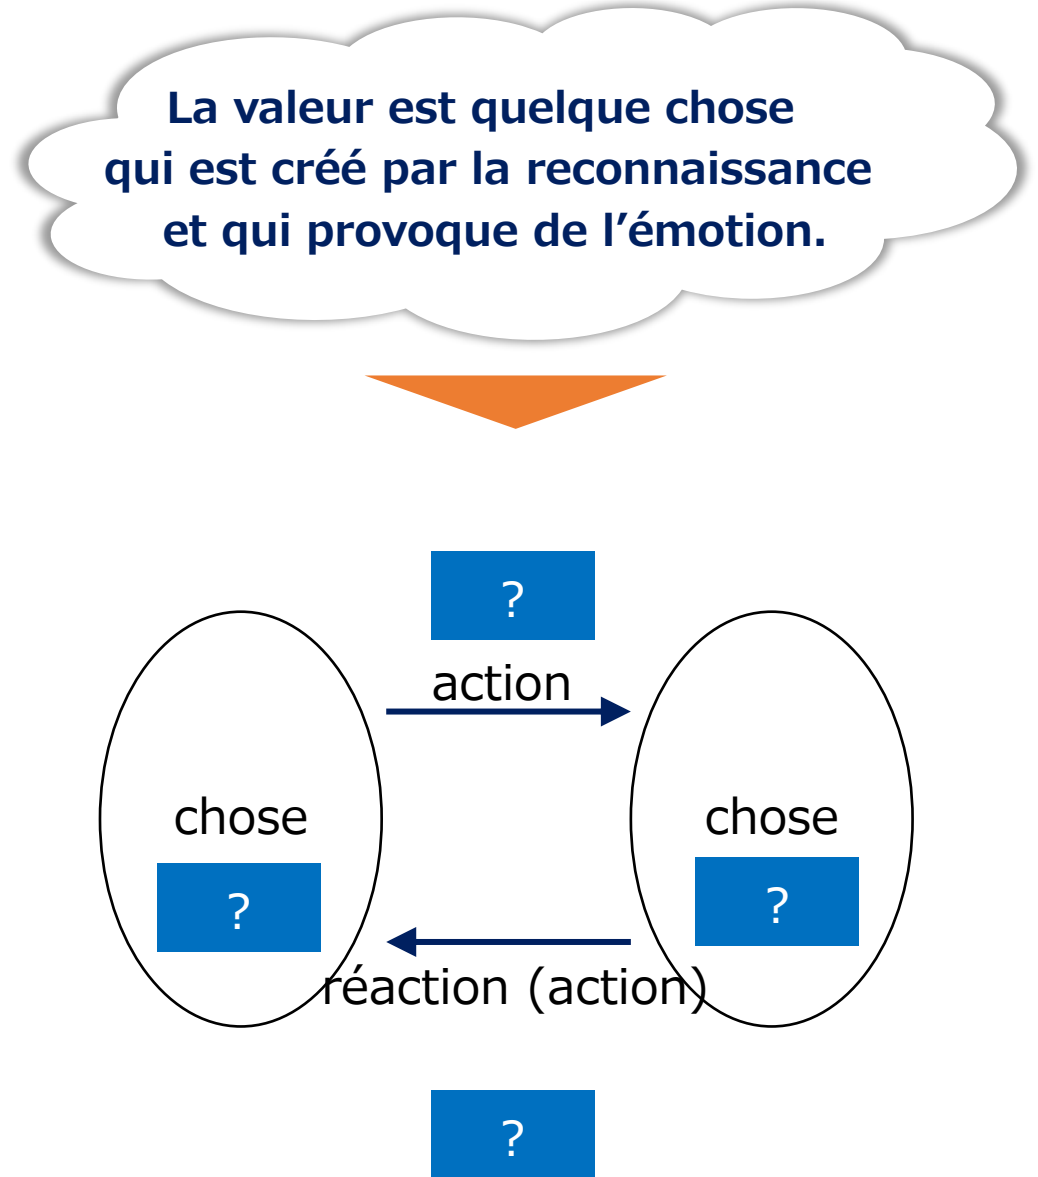 La valeur est quelque chose
qui est créé par la reconnaissance
et qui provoque de l’émotion.
?
action
chose
chose
?
?
réaction (action)
?